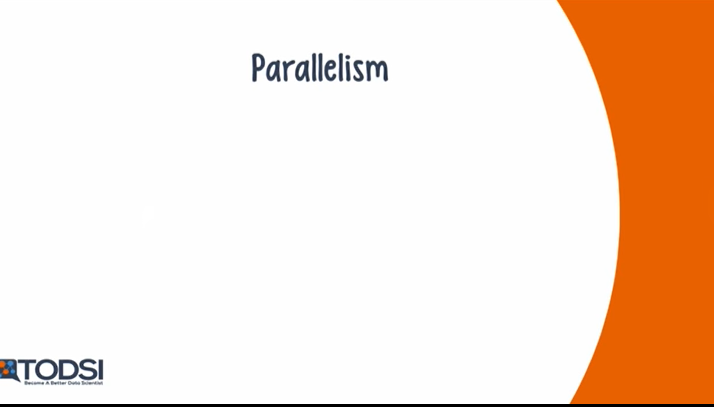 Parallelism
TODSI
Become A Better Data Scientist